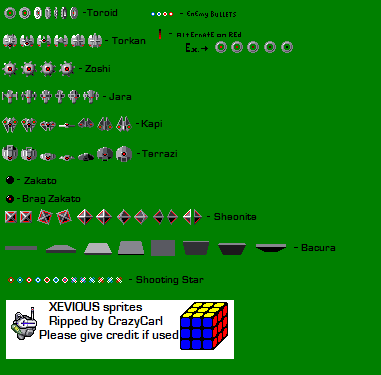 -Toroid
- Enemy Bullets
-Torkan
- Alternate on Red
Ex.→
- Zoshi
- Jara
-Kapi
- Terrazi
- Zakato
- Brag Zakato
- Sheonite
- Bacura
- Shooting Star
XEVIOUS sprites
Ripped by CrazyCarl
Please give credit if used